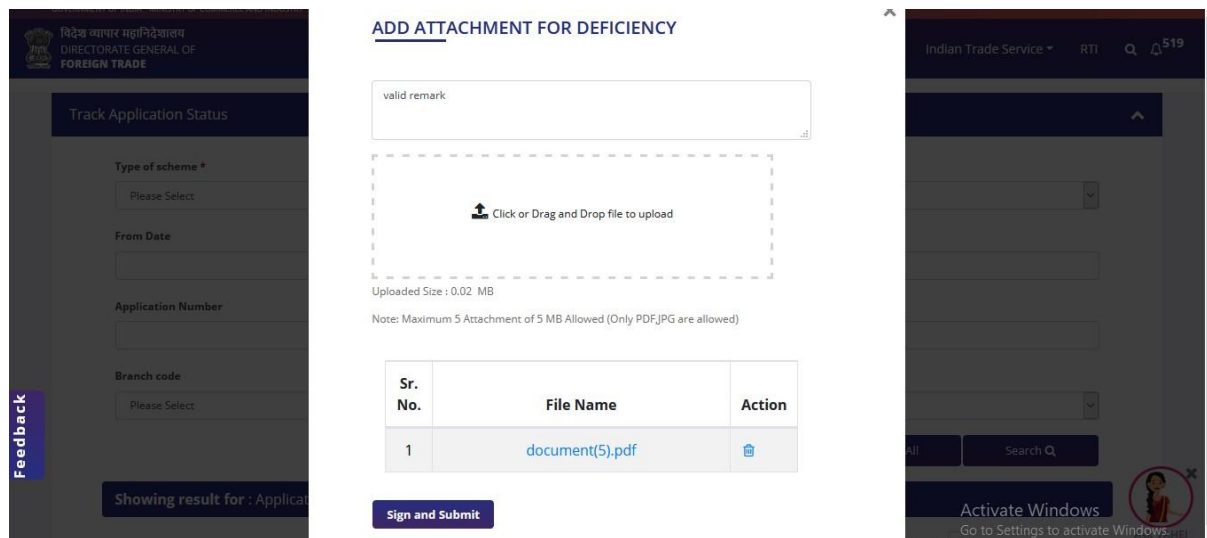 विदेश व्यापार महानिदेशालय
DIRECTORATE GENERAL OF
FOREIGN TRADE
Indian Trade Service
RTI
519
ADD ATTACHMENT FOR DEFICIENCY
valid remark
Click or Drag and Drop file to upload
Uploaded Size : 0.02 MB
Note: Maximum 5 Attachment of 5 MB Allowed (Only PDF,JPG are allowed)
Sr. No. File Name Action
1 document(5).pdf
Sign and Submit
Track Application Status
Type of scheme *
Please Select
From Date
Application Number
Branch code
Please Select
All
Search
Showing result for : Applicat
Feedback
Activate Windows
Go to Settings to activate Windows.